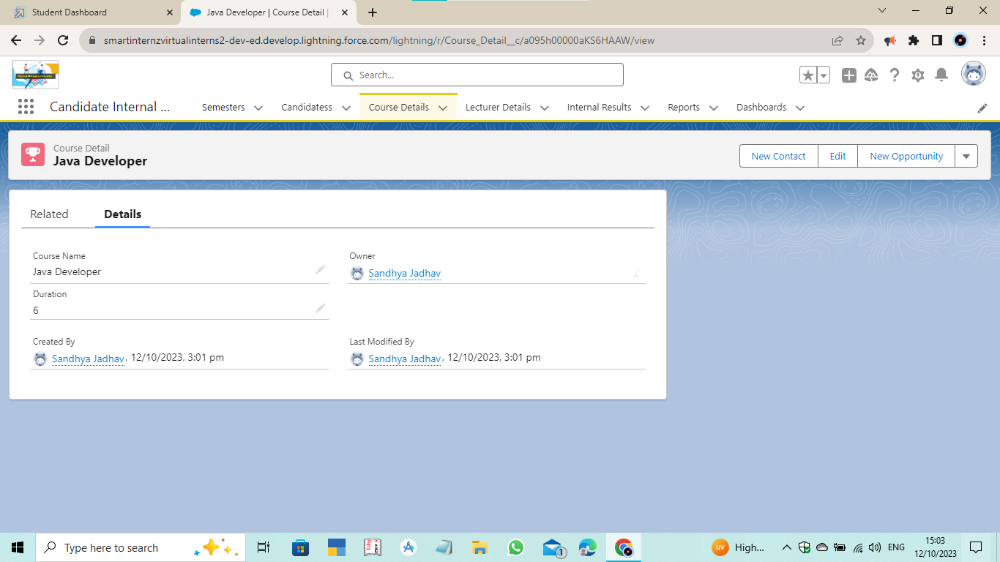 Student Dashboard
Java Developer | Course Detail |
smartinternzvirtualinterns2-dev-ed.develop.lightning.force.com/lightning/r/Course_Detail__c/a095h00000aKS6HAAW/view
Search...
Candidate Internal ...
Semesters
Candidatess
Course Details
Lecturer Details
Internal Results
Reports
Dashboards
Course Detail
Java Developer
New Contact
Edit
New Opportunity
Related
Details
Course Name
Java Developer
Owner
Sandhya Jadhav
Duration
6
Created By
Sandhya Jadhav, 12/10/2023, 3:01 pm
Last Modified By
Sandhya Jadhav, 12/10/2023, 3:01 pm
Type here to search
1
UV
High...
ENG
15:03
12/10/2023